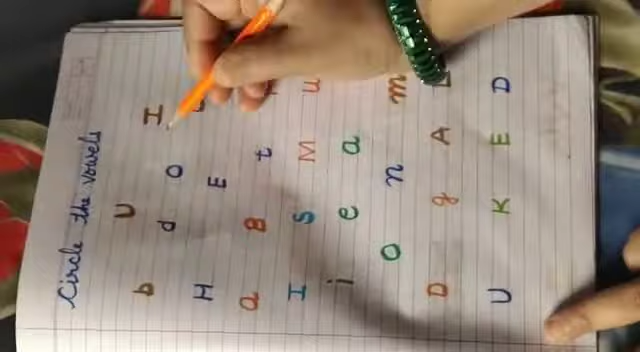 Circle the vowels
b U I
d O
H E
a B t
I S M u
i e a
O n m
D g A
U K E D